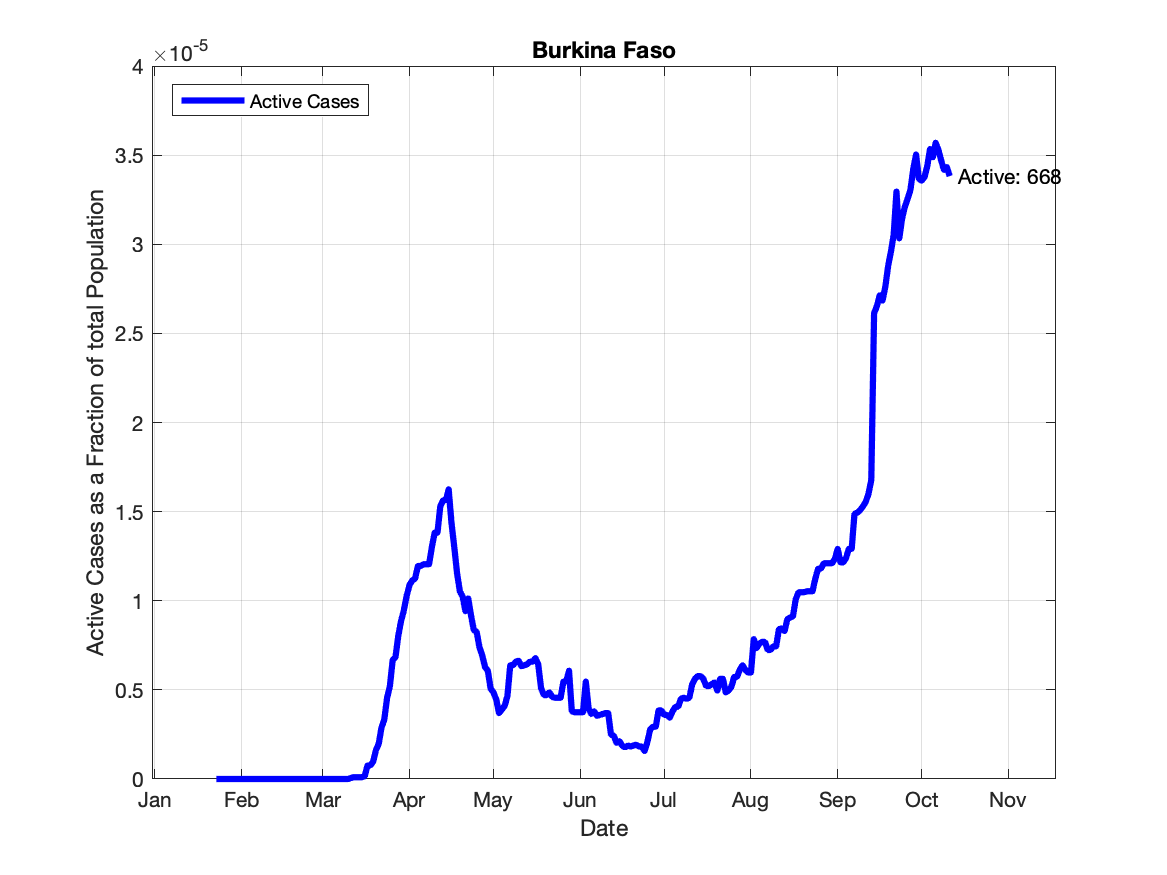 Burkina Faso
×10-5
4
3.5
3
2.5
2
1.5
1
0.5
0
Active Cases as a Fraction of total Population
Active Cases
Active: 668
Jan Feb Mar Apr May Jun Jul Aug Sep Oct Nov
Date